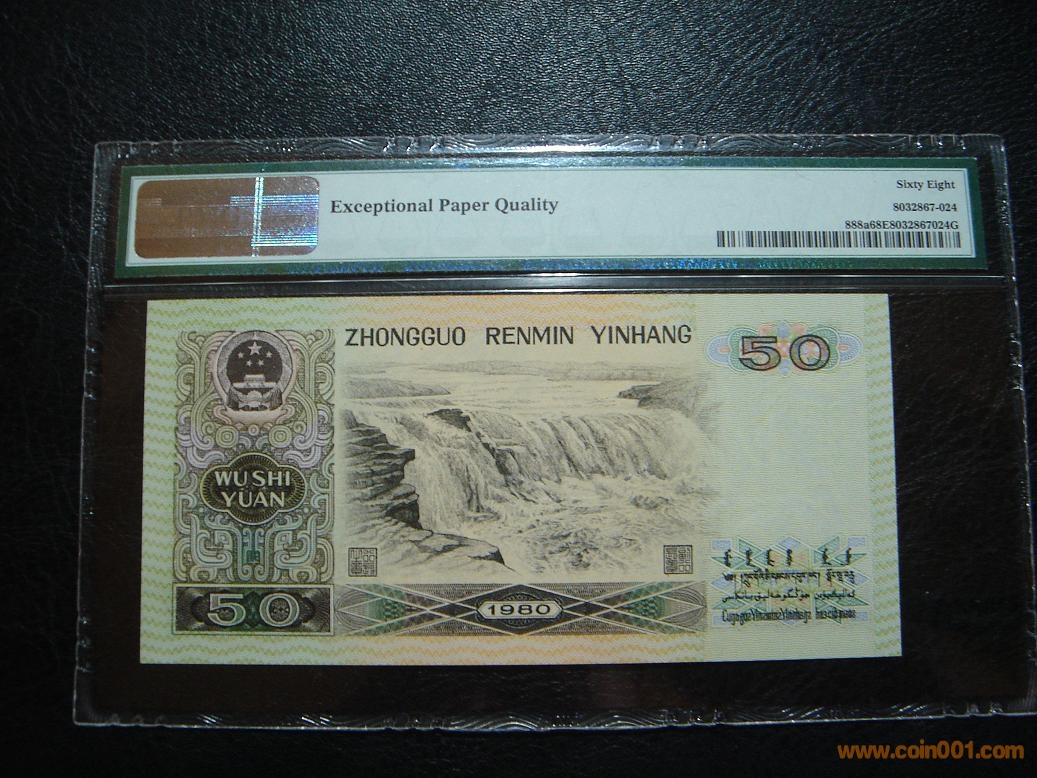 Exceptional Paper Quality
Sixty Eight
8032867-024
888a68E8032867024G
ZHONGGUO RENMIN YINHANG
50
WU SHI
YUAN
50
1980
www.coin001.com